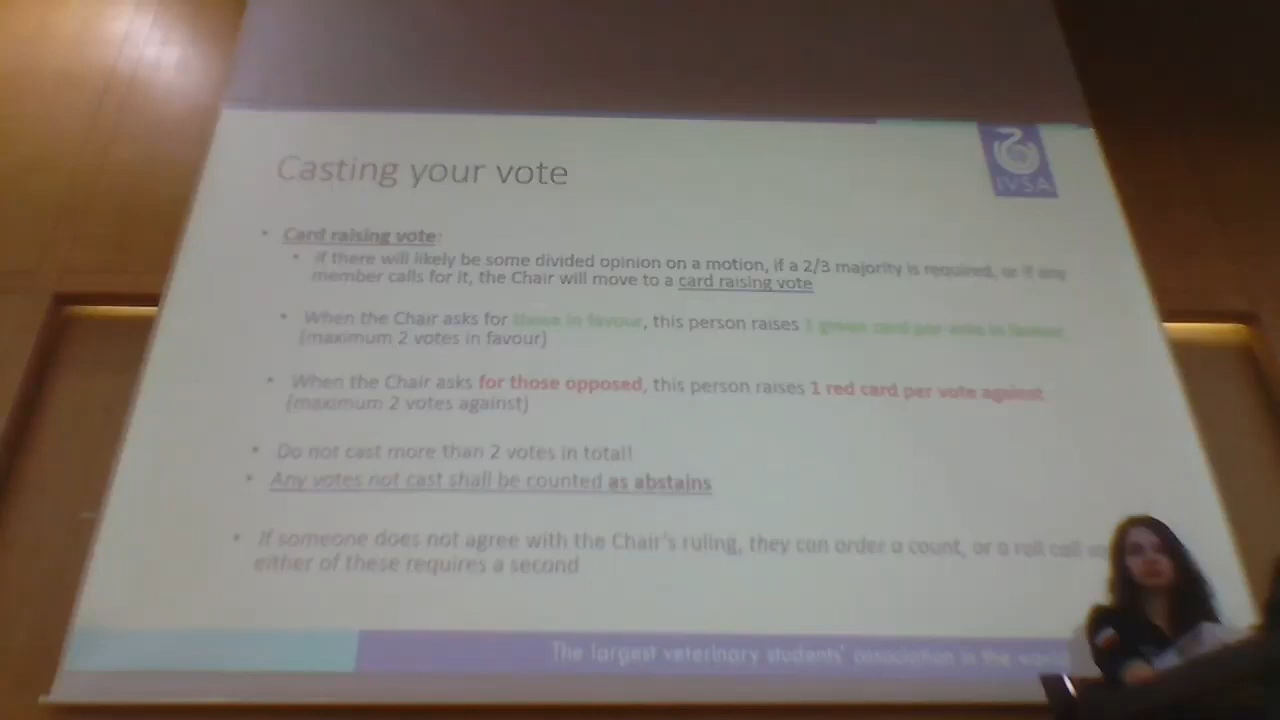 Casting your vote
IVSA
• Card raising vote:
• If there will likely be some divided opinion on a motion, if a 2/3 majority is required, or if any
member calls for it, the Chair will move to a card raising vote
• When the Chair asks for those in favour, this person raises 1 green card per vote in favour
(maximum 2 votes in favour)
• When the Chair asks for those opposed, this person raises 1 red card per vote against
(maximum 2 votes against)
• Do not cast more than 2 votes in total!
• Any votes not cast shall be counted as abstains
• If someone does not agree with the Chair's ruling, they can order a count, or a roll call
either of these requires a second
The largest veterinary students' association in the world